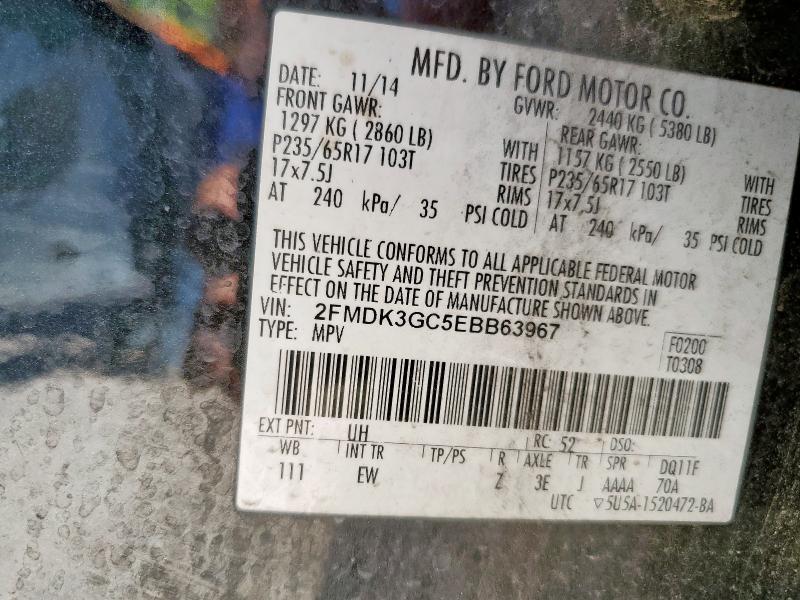 MFD. BY FORD MOTOR CO.
DATE: 11/14 GVWR: 2440 KG ( 5380 LB)
FRONT GAWR: REAR GAWR:
1297 KG ( 2860 LB) WITH 1157 KG ( 2550 LB) WITH
P235/65R17 103T TIRES P235/65R17 103T TIRES
17x7.5J RIMS 17x7.5J RIMS
AT 240 kPa/ 35 PSI COLD AT 240 kPa/ 35 PSI COLD
THIS VEHICLE CONFORMS TO ALL APPLICABLE FEDERAL MOTOR
VEHICLE SAFETY AND THEFT PREVENTION STANDARDS IN
EFFECT ON THE DATE OF MANUFACTURE SHOWN ABOVE.
VIN: 2FMDK3GC5EBB63967
TYPE: MPV F0200
T0308
EXT PNT: UH RC: 52 DSO:
WB INT TR TP/PS R AXLE TR SPR DQ11F
111 EW Z 3E J AAAA 70A
UTC ▽5U5A-1520472-BA